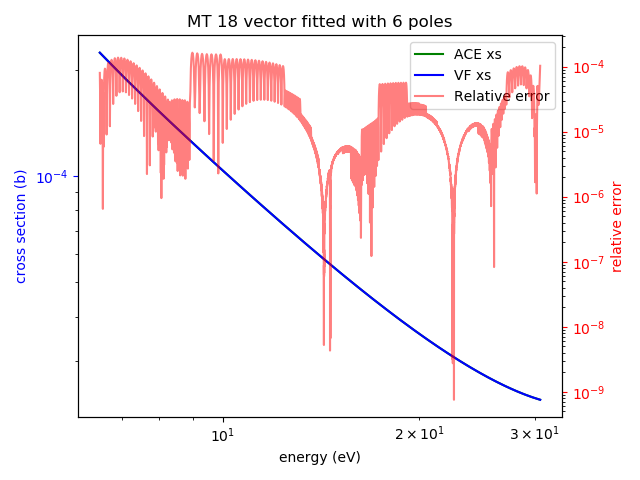 MT 18 vector fitted with 6 poles
ACE xs
VF xs
Relative error
cross section (b)
10⁻⁴
10⁻⁴
10⁻⁵
10⁻⁶
10⁻⁷
10⁻⁸
10⁻⁹
relative error
10¹
2 × 10¹
3 × 10¹
energy (eV)